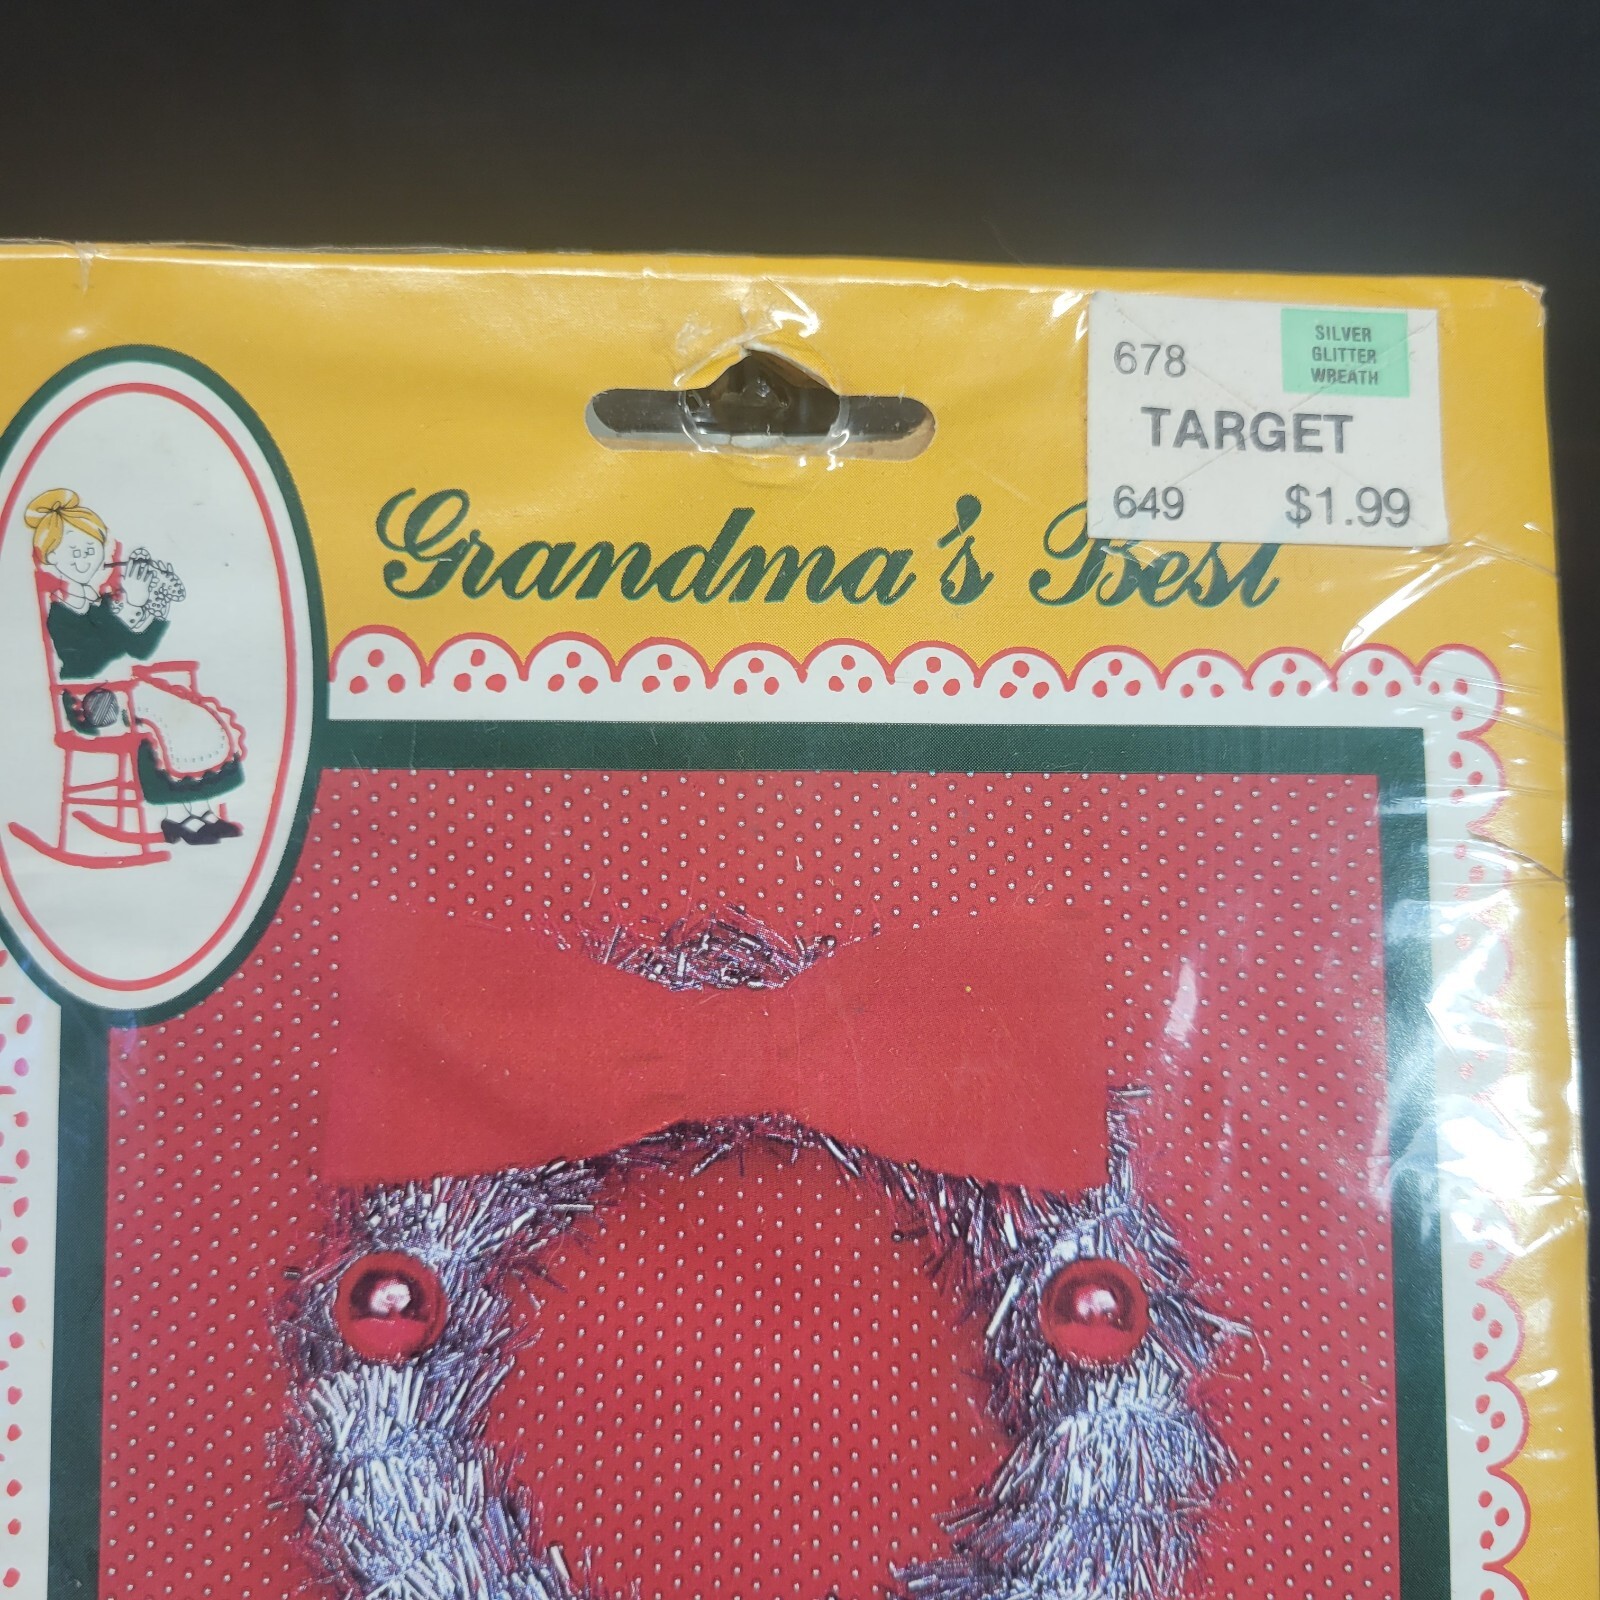 678
SILVER
GLITTER
WREATH
TARGET
649 $1.99
Grandma's Best